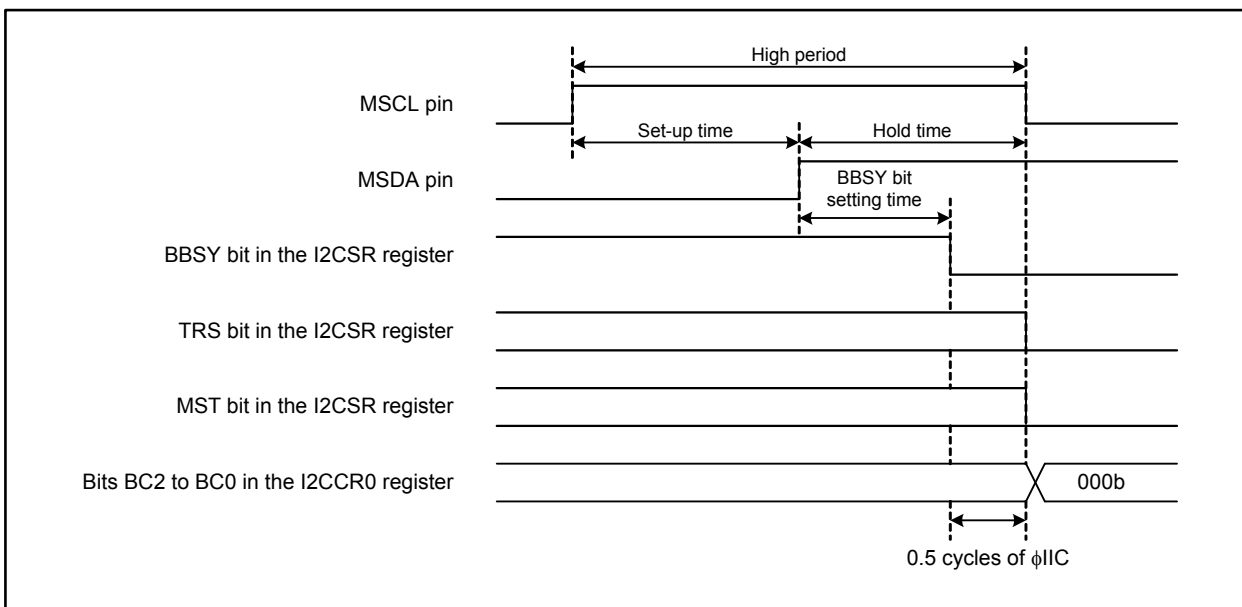 High period
MSCL pin
Set-up time
Hold time
MSDA pin
BBSY bit
setting time
BBSY bit in the I2CSR register
TRS bit in the I2CSR register
MST bit in the I2CSR register
Bits BC2 to BC0 in the I2CCR0 register
000b
0.5 cycles of ϕIIC